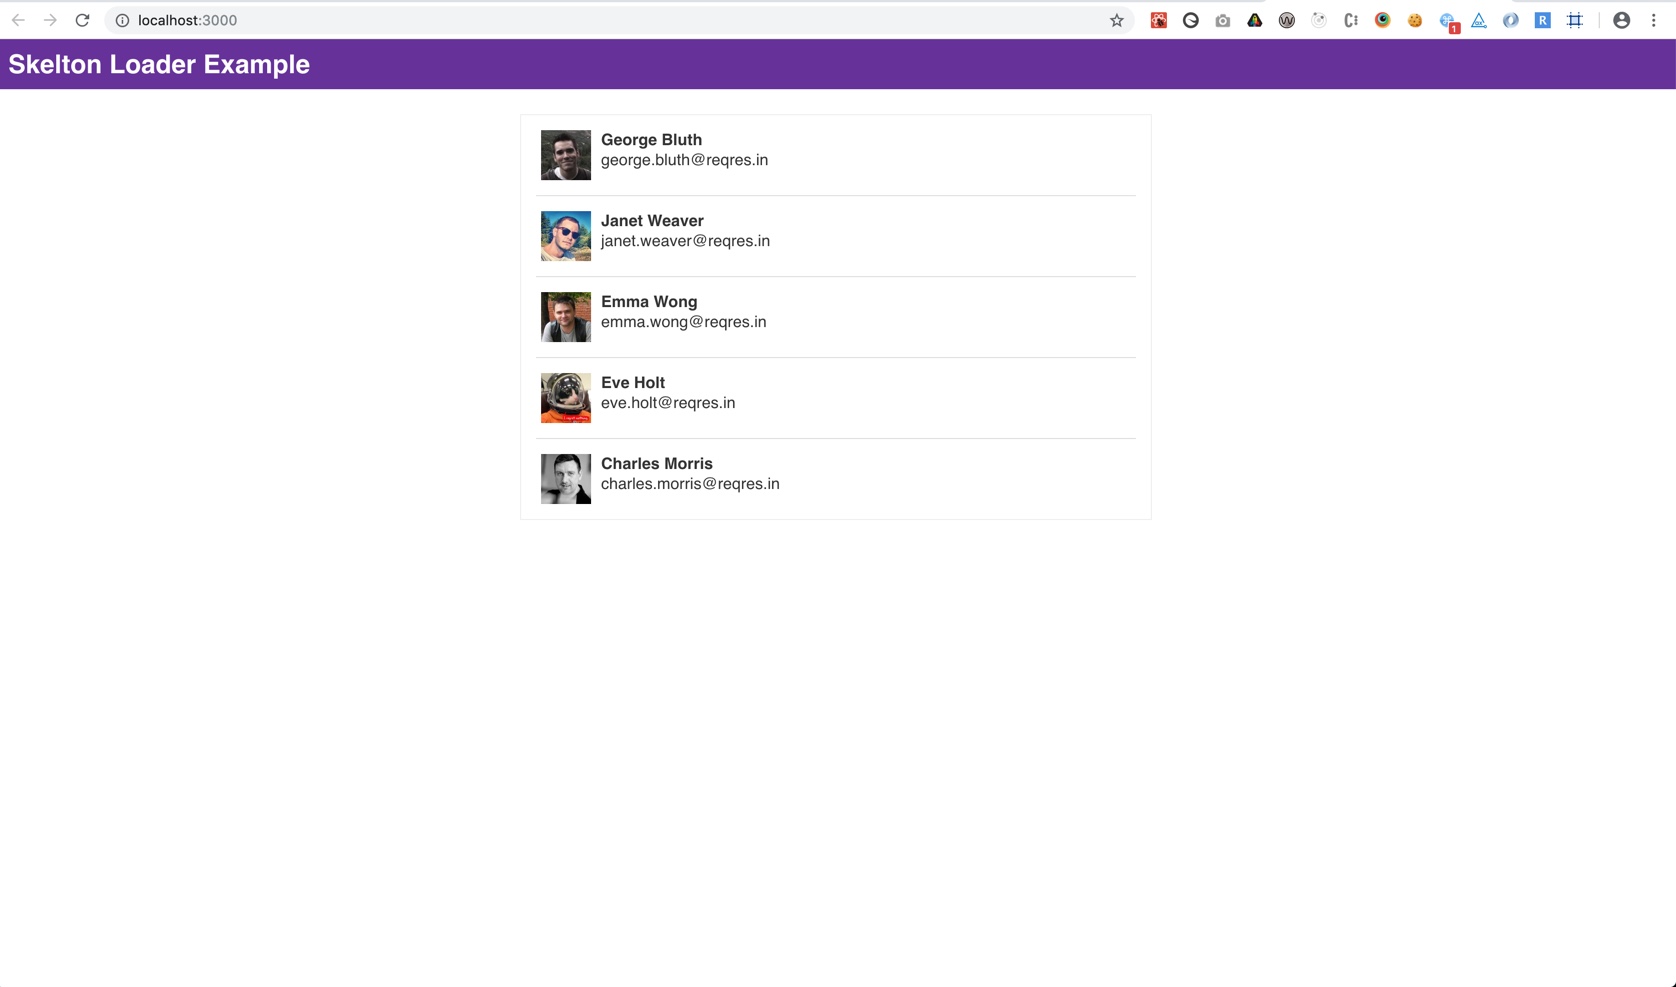 localhost:3000
1
R
Skelton Loader Example
George Bluth
george.bluth@reqres.in
Janet Weaver
janet.weaver@reqres.in
Emma Wong
emma.wong@reqres.in
Eve Holt
eve.holt@reqres.in
Charles Morris
charles.morris@reqres.in